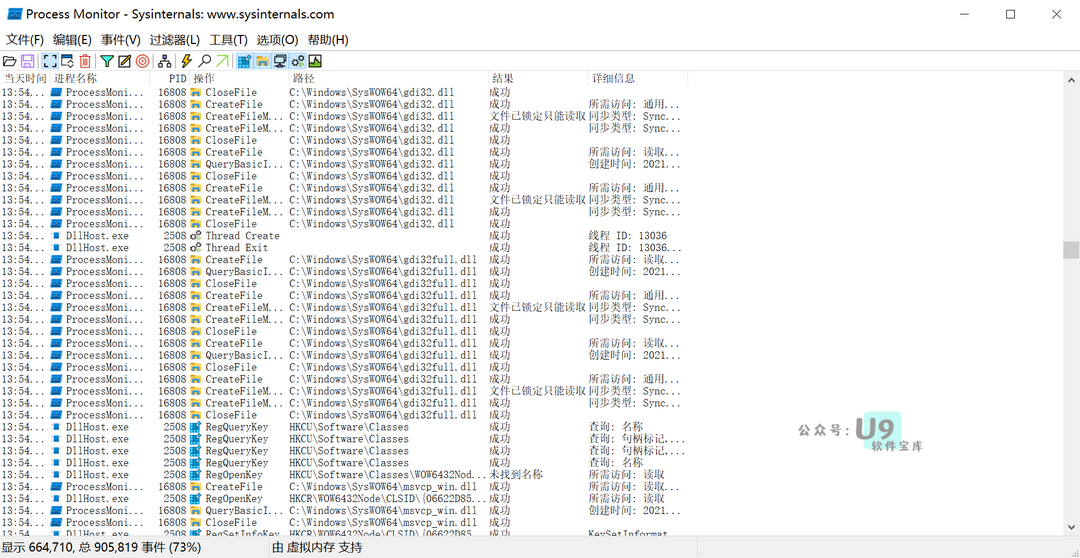 Process Monitor - Sysinternals: www.sysinternals.com
文件(F) 编辑(E) 事件(V) 过滤器(L) 工具(T) 选项(O) 帮助(H)
当天时间 进程名称 PID 操作 路径 结果 详细信息
13:54... ProcessMoni... 16808 CloseFile C:\Windows\SysWOW64\gdi32.dll 成功
13:54... ProcessMoni... 16808 CreateFile C:\Windows\SysWOW64\gdi32.dll 成功 所需访问: 通用...
13:54... ProcessMoni... 16808 CreateFileM... C:\Windows\SysWOW64\gdi32.dll 文件已锁定只能读取 同步类型: Sync...
13:54... ProcessMoni... 16808 CreateFileM... C:\Windows\SysWOW64\gdi32.dll 成功 同步类型: Sync...
13:54... ProcessMoni... 16808 CloseFile C:\Windows\SysWOW64\gdi32.dll 成功
13:54... ProcessMoni... 16808 CreateFile C:\Windows\SysWOW64\gdi32.dll 成功 所需访问: 读取...
13:54... ProcessMoni... 16808 QueryBasicI... C:\Windows\SysWOW64\gdi32.dll 成功 创建时间: 2021...
13:54... ProcessMoni... 16808 CloseFile C:\Windows\SysWOW64\gdi32.dll 成功
13:54... ProcessMoni... 16808 CreateFile C:\Windows\SysWOW64\gdi32.dll 成功 所需访问: 通用...
13:54... ProcessMoni... 16808 CreateFileM... C:\Windows\SysWOW64\gdi32.dll 文件已锁定只能读取 同步类型: Sync...
13:54... ProcessMoni... 16808 CreateFileM... C:\Windows\SysWOW64\gdi32.dll 成功 同步类型: Sync...
13:54... ProcessMoni... 16808 CloseFile C:\Windows\SysWOW64\gdi32.dll 成功
13:54... DllHost.exe 2508 Thread Create 成功 线程 ID: 13036
13:54... DllHost.exe 2508 Thread Exit 成功 线程 ID: 13036...
13:54... ProcessMoni... 16808 CreateFile C:\Windows\SysWOW64\gdi32full.dll 成功 所需访问: 读取...
13:54... ProcessMoni... 16808 QueryBasicI... C:\Windows\SysWOW64\gdi32full.dll 成功 创建时间: 2021...
13:54... ProcessMoni... 16808 CloseFile C:\Windows\SysWOW64\gdi32full.dll 成功
13:54... ProcessMoni... 16808 CreateFile C:\Windows\SysWOW64\gdi32full.dll 成功 所需访问: 通用...
13:54... ProcessMoni... 16808 CreateFileM... C:\Windows\SysWOW64\gdi32full.dll 文件已锁定只能读取 同步类型: Sync...
13:54... ProcessMoni... 16808 CreateFileM... C:\Windows\SysWOW64\gdi32full.dll 成功 同步类型: Sync...
13:54... ProcessMoni... 16808 CloseFile C:\Windows\SysWOW64\gdi32full.dll 成功
13:54... ProcessMoni... 16808 CreateFile C:\Windows\SysWOW64\gdi32full.dll 成功 所需访问: 读取...
13:54... ProcessMoni... 16808 QueryBasicI... C:\Windows\SysWOW64\gdi32full.dll 成功 创建时间: 2021...
13:54... ProcessMoni... 16808 CloseFile C:\Windows\SysWOW64\gdi32full.dll 成功
13:54... ProcessMoni... 16808 CreateFile C:\Windows\SysWOW64\gdi32full.dll 成功 所需访问: 通用...
13:54... ProcessMoni... 16808 CreateFileM... C:\Windows\SysWOW64\gdi32full.dll 文件已锁定只能读取 同步类型: Sync...
13:54... ProcessMoni... 16808 CreateFileM... C:\Windows\SysWOW64\gdi32full.dll 成功 同步类型: Sync...
13:54... ProcessMoni... 16808 CloseFile C:\Windows\SysWOW64\gdi32full.dll 成功
13:54... DllHost.exe 2508 RegQueryKey HKCU\Software\Classes 成功 查询: 名称
13:54... DllHost.exe 2508 RegQueryKey HKCU\Software\Classes 成功 查询: 句柄标记,...
13:54... DllHost.exe 2508 RegQueryKey HKCU\Software\Classes 成功 查询: 句柄标记,...
13:54... DllHost.exe 2508 RegQueryKey HKCU\Software\Classes 成功 查询: 名称
13:54... DllHost.exe 2508 RegOpenKey HKCU\Software\Classes\WOW6432Nod... 未找到名称 所需访问: 读取
13:54... ProcessMoni... 16808 CreateFile C:\Windows\SysWOW64\msvcp_win.dll 成功 所需访问: 读取...
13:54... DllHost.exe 2508 RegOpenKey HKCR\WOW6432Node\CLSID\{06622D85... 成功 所需访问: 读取
13:54... ProcessMoni... 16808 QueryBasicI... C:\Windows\SysWOW64\msvcp_win.dll 成功 创建时间: 2021...
13:54... ProcessMoni... 16808 CloseFile C:\Windows\SysWOW64\msvcp_win.dll 成功
13:54... DllHost.exe 2508 RegSetInfoKey HKCR\WOW6432Node\CLSID\{06622D85... 成功 KeySetInformat...
公众号: U9
软件宝库
显示 664,710, 总 905,819 事件 (73%) 由 虚拟内存 支持